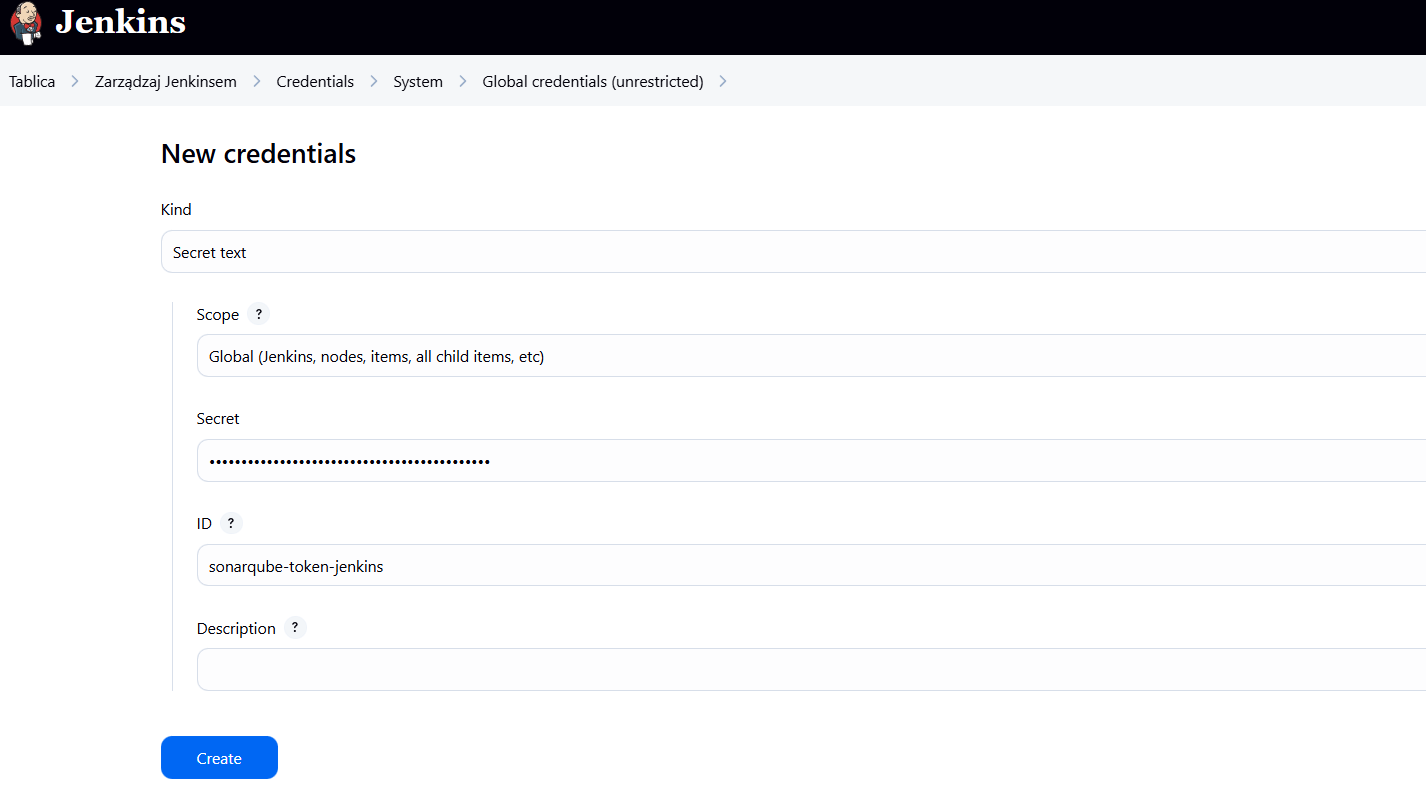 Jenkins
Tablica > Zarządzaj Jenkinsem > Credentials > System > Global credentials (unrestricted) >
New credentials
Kind
Secret text
Scope ?
Global (Jenkins, nodes, items, all child items, etc)
Secret
••••••••••••••••••••••••••••••••••••••••••••
ID ?
sonarqube-token-jenkins
Description ?
Create